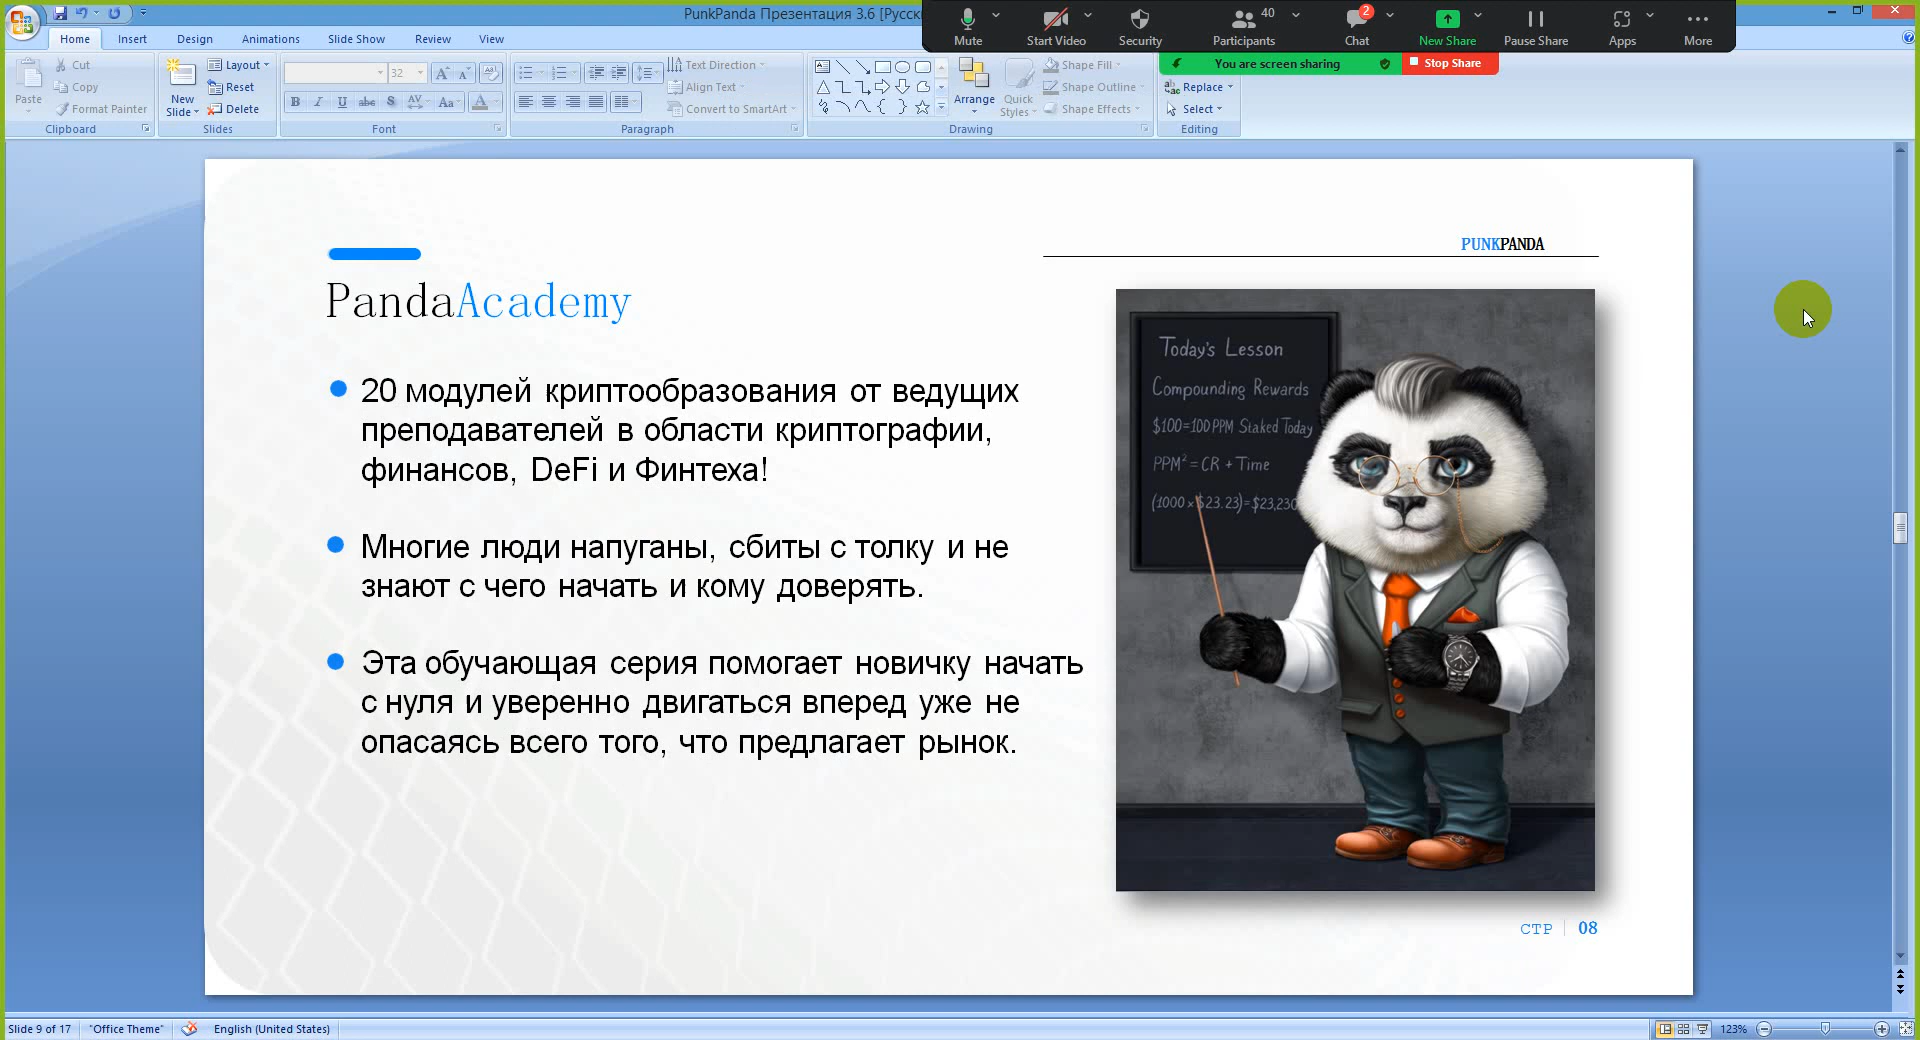 PunkPanda Презентация 3.6 [Русск
Mute
Start Video
Security
Participants
40
Chat
2
New Share
Pause Share
Apps
More
You are screen sharing
Stop Share
Home
Insert
Design
Animations
Slide Show
Review
View
Paste
Cut
Copy
Format Painter
Clipboard
New Slide
Layout
Reset
Delete
Slides
32
Font
Text Direction
Align Text
Convert to SmartArt
Paragraph
Arrange
Quick Styles
Shape Fill
Shape Outline
Shape Effects
Drawing
Replace
Select
Editing
PUNKPANDA
PandaAcademy
20 модулей криптообразования от ведущих
преподавателей в области криптографии,
финансов, DeFi и Финтеха!
Многие люди напуганы, сбиты с толку и не
знают с чего начать и кому доверять.
Эта обучающая серия помогает новичку начать
с нуля и уверенно двигаться вперед уже не
опасаясь всего того, что предлагает рынок.
Today's Lesson
Compounding Rewards
$100=100 PPM Staked Today
PPM² = CR + Time
(1000 x $23.23)=$23,230
СТР 08
Slide 9 of 17
"Office Theme"
English (United States)
123%